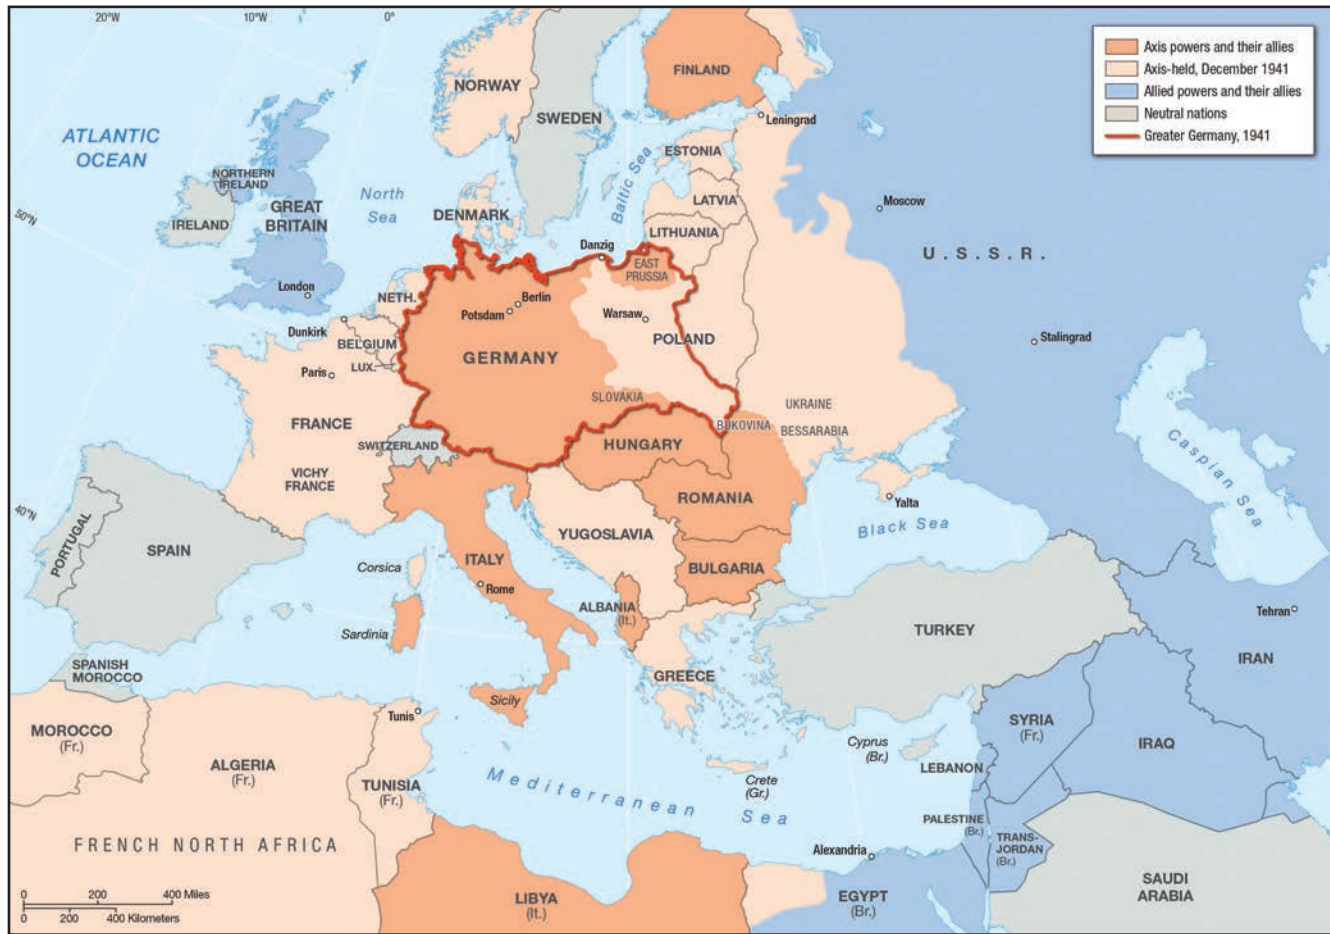 20°W
10°W
0°
50°N
40°N
Axis powers and their allies
Axis-held, December 1941
Allied powers and their allies
Neutral nations
Greater Germany, 1941
ATLANTIC
OCEAN
North
Sea
Baltic Sea
NORWAY
SWEDEN
FINLAND
Leningrad
ESTONIA
LATVIA
LITHUANIA
Moscow
U.S.S.R.
NORTHERN
IRELAND
IRELAND
GREAT
BRITAIN
London
DENMARK
Danzig
EAST
PRUSSIA
NETH.
Berlin
Potsdam
Warsaw
POLAND
Stalingrad
Dunkirk
BELGIUM
LUX.
GERMANY
Paris
SLOVAKIA
UKRAINE
BUKOVINA
BESSARABIA
FRANCE
SWITZERLAND
HUNGARY
VICHY
FRANCE
ROMANIA
Yalta
Black Sea
Caspian Sea
PORTUGAL
SPAIN
Corsica
ITALY
Rome
YUGOSLAVIA
BULGARIA
ALBANIA
(It.)
Sardinia
TURKEY
Tehran
IRAN
SPANISH
MOROCCO
Sicily
GREECE
MOROCCO
(Fr.)
Tunis
SYRIA
(Fr.)
IRAQ
ALGERIA
(Fr.)
TUNISIA
(Fr.)
Cyprus
(Br.)
LEBANON
Crete
(Gr.)
Mediterranean Sea
PALESTINE
(Br.)
TRANS-
JORDAN
(Br.)
FRENCH NORTH AFRICA
Alexandria
SAUDI
ARABIA
LIBYA
(It.)
EGYPT
(Br.)
0 200 400 Miles
0 200 400 Kilometers